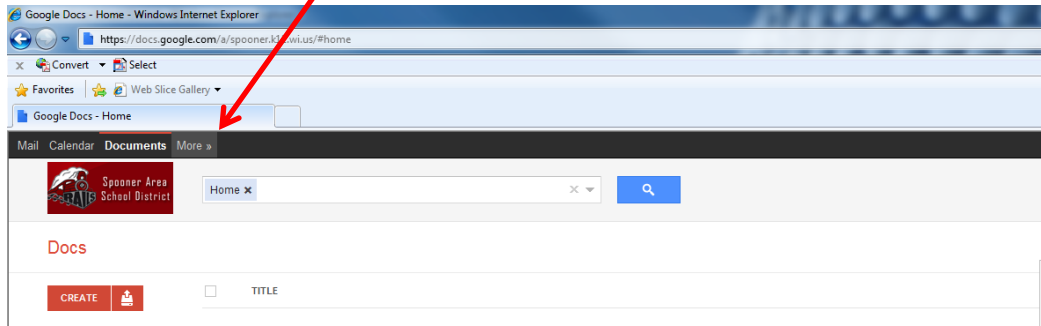 Google Docs - Home - Windows Internet Explorer
https://docs.google.com/a/spooner.k12.wi.us/#home
x Convert Select
Favorites Web Slice Gallery
Google Docs - Home
Mail Calendar Documents More »
Spooner Area
School District
RAILS
Home x
Docs
CREATE TITLE